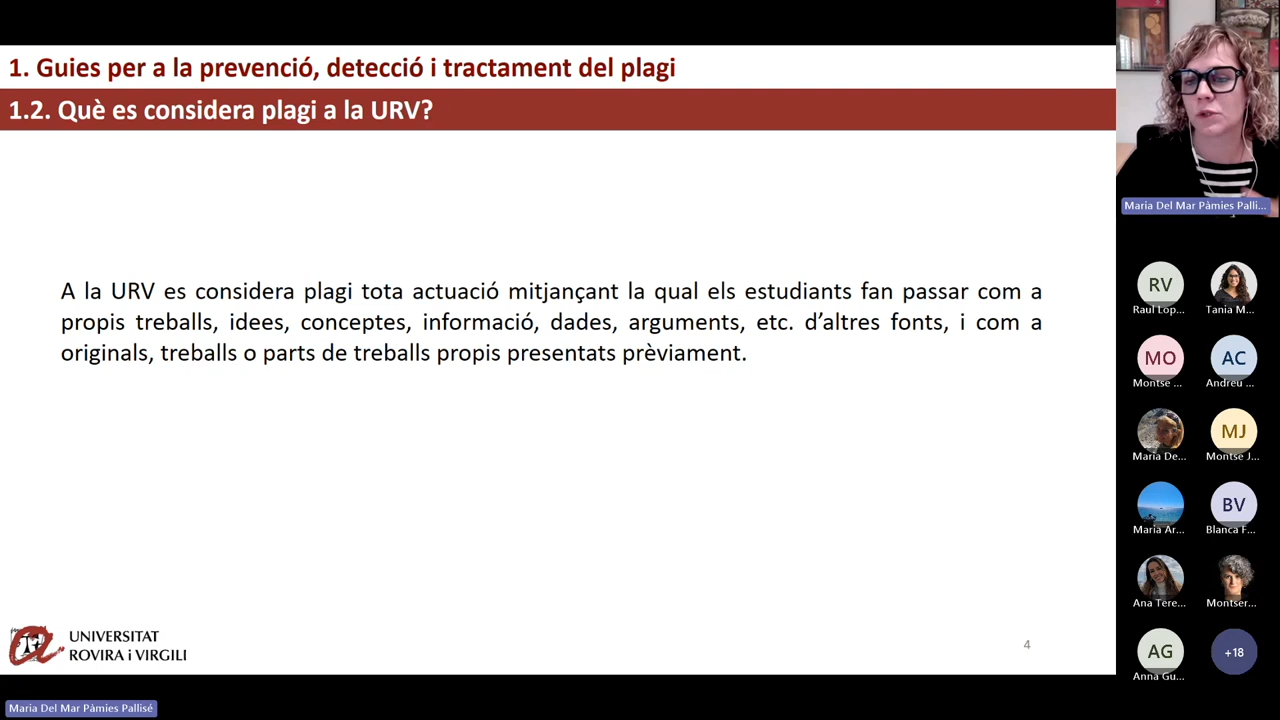 1. Guies per a la prevenció, detecció i tractament del plagi
1.2. Què es considera plagi a la URV?
A la URV es considera plagi tota actuació mitjançant la qual els estudiants fan passar com a
propis treballs, idees, conceptes, informació, dades, arguments, etc. d’altres fonts, i com a
originals, treballs o parts de treballs propis presentats prèviament.
UNIVERSITAT
ROVIRA i VIRGILI
4
Maria Del Mar Pàmies Pallisé
Maria Del Mar Pàmies Palli...
RV
Raul Lop...
Tania M...
MO
Montse ...
AC
Andreu ...
Maria De...
MJ
Montse J...
Maria Ar...
BV
Blanca F...
Ana Tere...
Montser...
AG
Anna Gu...
+18